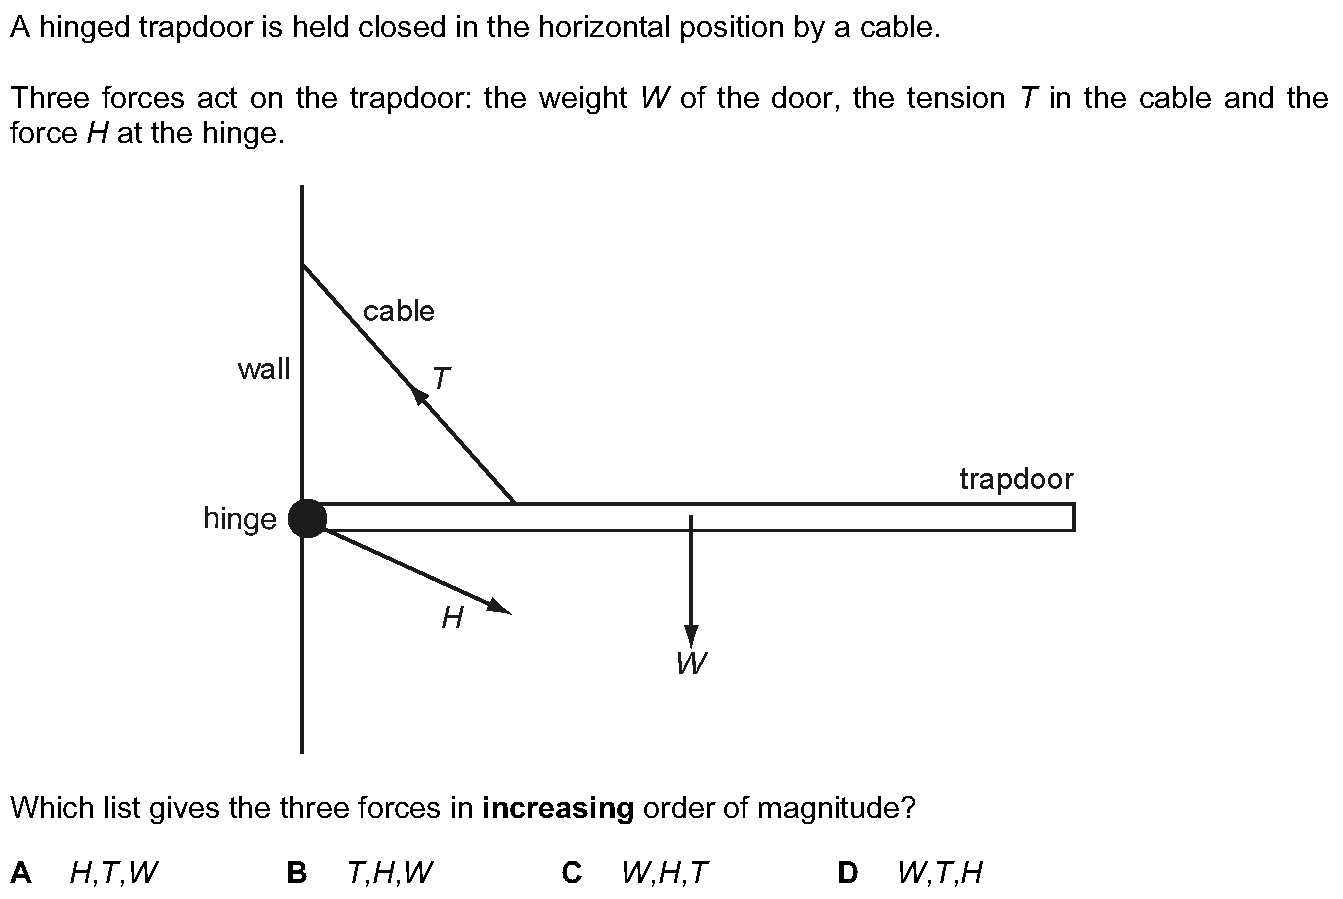 A hinged trapdoor is held closed in the horizontal position by a cable.
Three forces act on the trapdoor: the weight W of the door, the tension T in the cable and the
force H at the hinge.
cable
wall
T
trapdoor
hinge
H
W
Which list gives the three forces in increasing order of magnitude?
A H,T,W B T,H,W C W,H,T D W,T,H